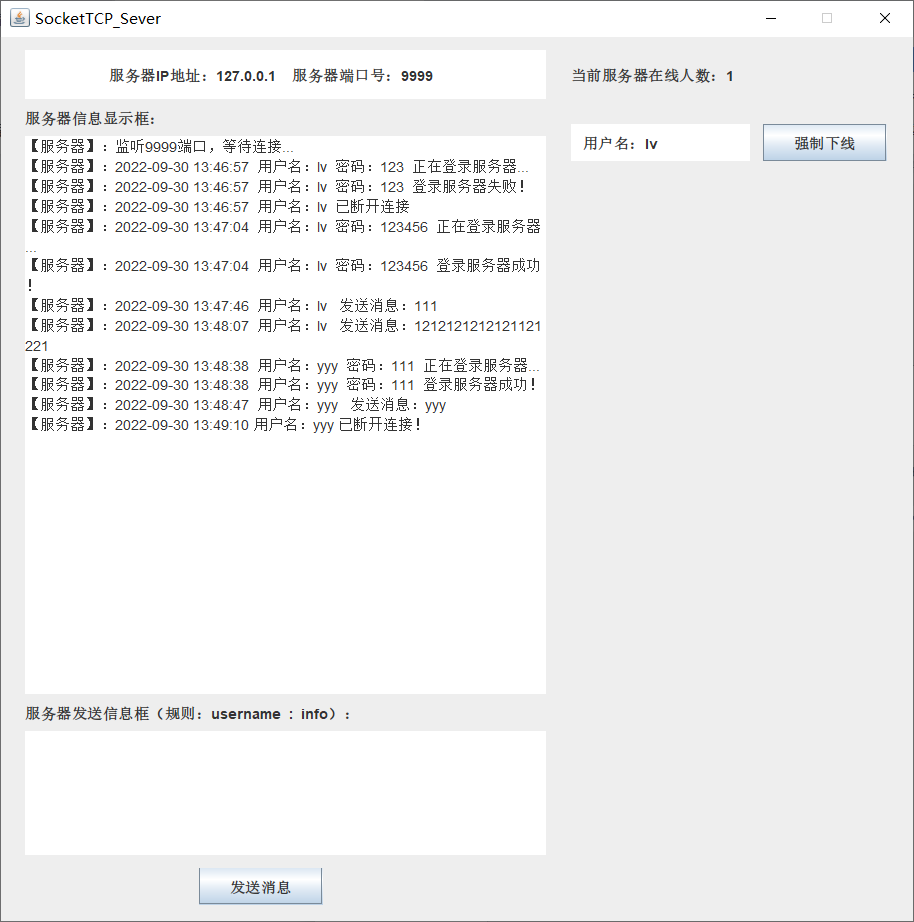 SocketTCP_Sever
服务器IP地址：127.0.0.1 服务器端口号：9999
当前服务器在线人数：1
服务器信息显示框：
用户名：lv
强制下线
【服务器】：监听9999端口，等待连接...
【服务器】：2022-09-30 13:46:57 用户名：lv 密码：123 正在登录服务器...
【服务器】：2022-09-30 13:46:57 用户名：lv 密码：123 登录服务器失败！
【服务器】：2022-09-30 13:46:57 用户名：lv 已断开连接
【服务器】：2022-09-30 13:47:04 用户名：lv 密码：123456 正在登录服务器
...
【服务器】：2022-09-30 13:47:04 用户名：lv 密码：123456 登录服务器成功
！
【服务器】：2022-09-30 13:47:46 用户名：lv 发送消息：111
【服务器】：2022-09-30 13:48:07 用户名：lv 发送消息：1212121212121121
221
【服务器】：2022-09-30 13:48:38 用户名：yyy 密码：111 正在登录服务器...
【服务器】：2022-09-30 13:48:38 用户名：yyy 密码：111 登录服务器成功！
【服务器】：2022-09-30 13:48:47 用户名：yyy 发送消息：yyy
【服务器】：2022-09-30 13:49:10 用户名：yyy 已断开连接！
服务器发送信息框（规则：username : info）：
发送消息